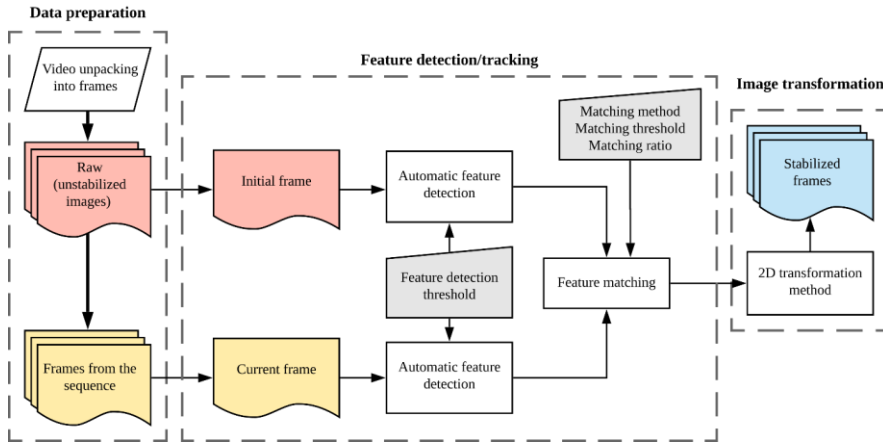 Data preparation
Video unpacking
into frames
Raw
(unstabilized
images)
Frames from the
sequence
Feature detection/tracking
Initial frame
Automatic feature
detection
Matching method
Matching threshold
Matching ratio
Feature detection
threshold
Feature matching
Current frame
Automatic feature
detection
Image transformation
Stabilized
frames
2D transformation
method